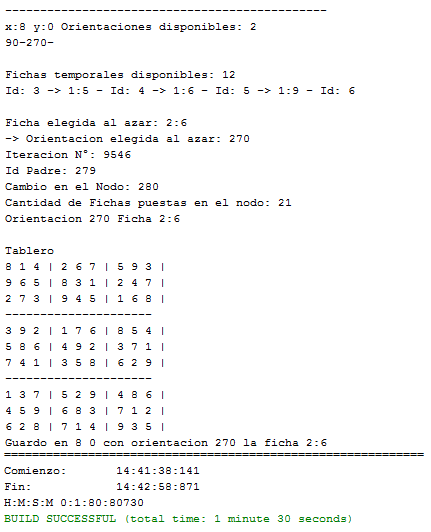 ----------------------------------------------
x:8 y:0 Orientaciones disponibles: 2
90-270-
Fichas temporales disponibles: 12
Id: 3 -> 1:5 - Id: 4 -> 1:6 - Id: 5 -> 1:9 - Id: 6
Ficha elegida al azar: 2:6
-> Orientacion elegida al azar: 270
Iteracion N°: 9546
Id Padre: 279
Cambio en el Nodo: 280
Cantidad de Fichas puestas en el nodo: 21
Orientacion 270 Ficha 2:6
Tablero
8 1 4 | 2 6 7 | 5 9 3 |
9 6 5 | 8 3 1 | 2 4 7 |
2 7 3 | 9 4 5 | 1 6 8 |
---------------------
3 9 2 | 1 7 6 | 8 5 4 |
5 8 6 | 4 9 2 | 3 7 1 |
7 4 1 | 3 5 8 | 6 2 9 |
---------------------
1 3 7 | 5 2 9 | 4 8 6 |
4 5 9 | 6 8 3 | 7 1 2 |
6 2 8 | 7 1 4 | 9 3 5 |
Guardo en 8 0 con orientacion 270 la ficha 2:6
============================================================
Comienzo: 14:41:38:141
Fin: 14:42:58:871
H:M:S:M 0:1:80:80730
BUILD SUCCESSFUL (total time: 1 minute 30 seconds)